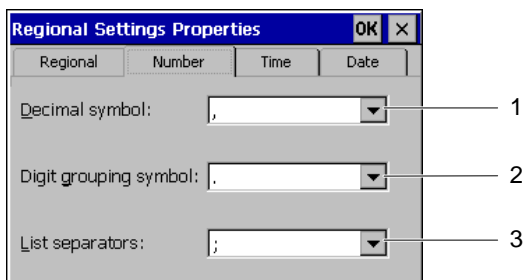 Regional Settings Properties OK ×
Regional Number Time Date
Decimal symbol: , 1
Digit grouping symbol: . 2
List separators: ; 3